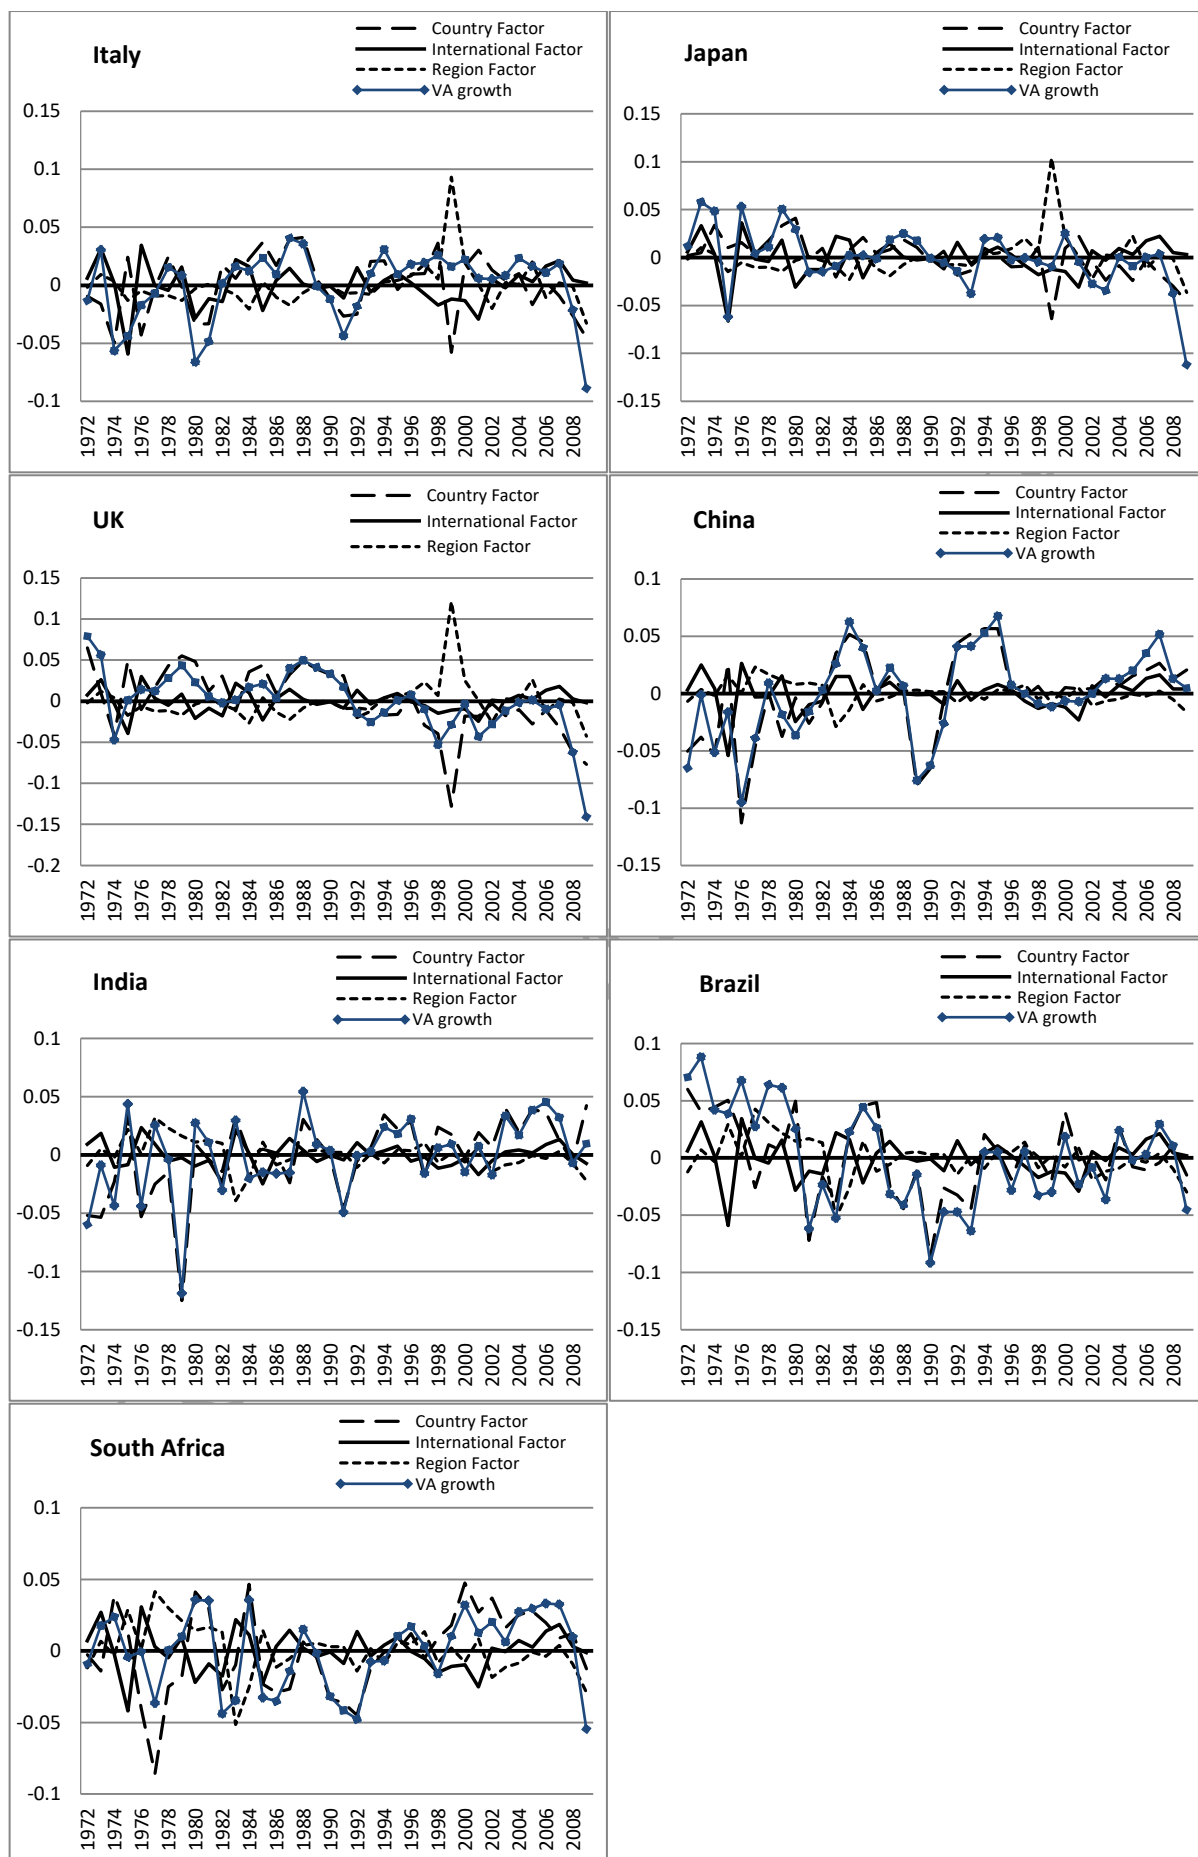 Italy
Country Factor
International Factor
Region Factor
VA growth
0.15
0.1
0.05
0
-0.05
-0.1
1972 1974 1976 1978 1980 1982 1984 1986 1988 1990 1992 1994 1996 1998 2000 2002 2004 2006 2008
Japan
Country Factor
International Factor
Region Factor
VA growth
0.15
0.1
0.05
0
-0.05
-0.1
-0.15
1972 1974 1976 1978 1980 1982 1984 1986 1988 1990 1992 1994 1996 1998 2000 2002 2004 2006 2008
UK
Country Factor
International Factor
Region Factor
0.15
0.1
0.05
0
-0.05
-0.1
-0.15
-0.2
1972 1974 1976 1978 1980 1982 1984 1986 1988 1990 1992 1994 1996 1998 2000 2002 2004 2006 2008
China
Country Factor
International Factor
Region Factor
VA growth
0.1
0.05
0
-0.05
-0.1
-0.15
1972 1974 1976 1978 1980 1982 1984 1986 1988 1990 1992 1994 1996 1998 2000 2002 2004 2006 2008
India
Country Factor
International Factor
Region Factor
VA growth
0.1
0.05
0
-0.05
-0.1
-0.15
1972 1974 1976 1978 1980 1982 1984 1986 1988 1990 1992 1994 1996 1998 2000 2002 2004 2006 2008
Brazil
Country Factor
International Factor
Region Factor
VA growth
0.1
0.05
0
-0.05
-0.1
-0.15
1972 1974 1976 1978 1980 1982 1984 1986 1988 1990 1992 1994 1996 1998 2000 2002 2004 2006 2008
South Africa
Country Factor
International Factor
Region Factor
VA growth
0.1
0.05
0
-0.05
-0.1
1972 1974 1976 1978 1980 1982 1984 1986 1988 1990 1992 1994 1996 1998 2000 2002 2004 2006 2008